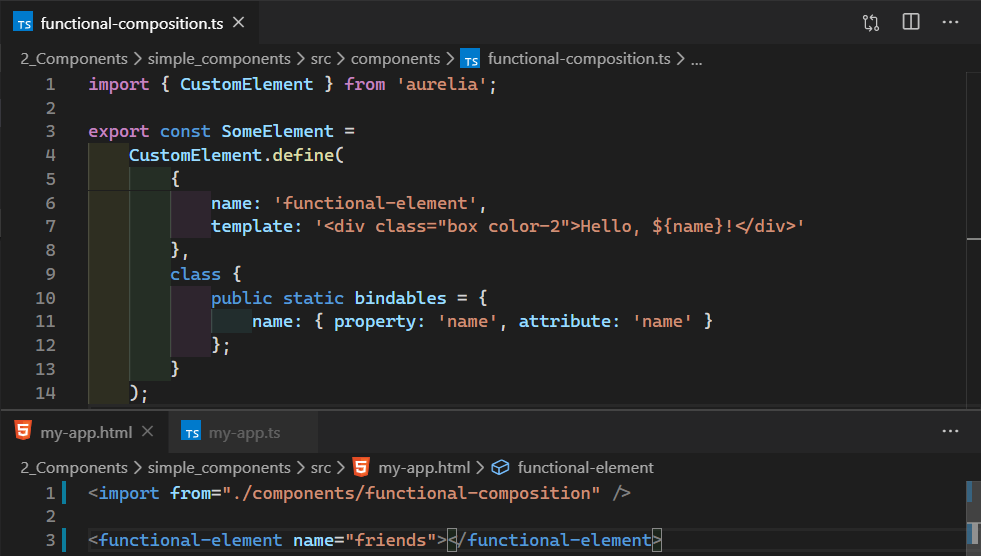 TS functional-composition.ts
2_Components > simple_components > src > components > TS functional-composition.ts > ...
1 import { CustomElement } from 'aurelia';
2
3 export const SomeElement =
4 CustomElement.define(
5 {
6 name: 'functional-element',
7 template: '<div class="box color-2">Hello, ${name}!</div>'
8 },
9 class {
10 public static bindables = {
11 name: { property: 'name', attribute: 'name' }
12 };
13 }
14 );
my-app.html TS my-app.ts
2_Components > simple_components > src > my-app.html > functional-element
1 <import from="./components/functional-composition" />
2
3 <functional-element name="friends"></functional-element>